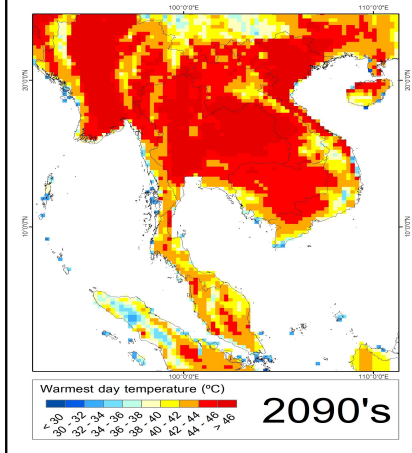 100°0'0"E 110°0'0"E
20°0'0"N 20°0'0"N
10°0'0"N 10°0'0"N
100°0'0"E 110°0'0"E
Warmest day temperature (ºC)
< 30 30 - 32 32 - 34 34 - 36 36 - 38 38 - 40 40 - 42 42 - 44 44 - 46 > 46
2090's